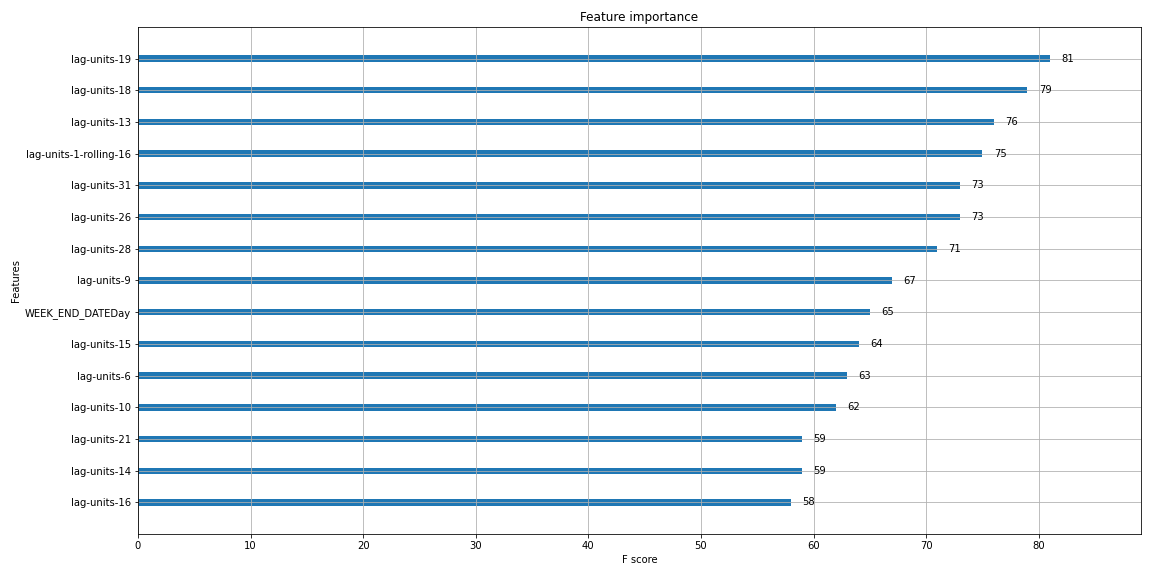 Feature importance
Features
lag-units-19 81
lag-units-18 79
lag-units-13 76
lag-units-1-rolling-16 75
lag-units-31 73
lag-units-26 73
lag-units-28 71
lag-units-9 67
WEEK_END_DATEDay 65
lag-units-15 64
lag-units-6 63
lag-units-10 62
lag-units-21 59
lag-units-14 59
lag-units-16 58
0 10 20 30 40 50 60 70 80
F score